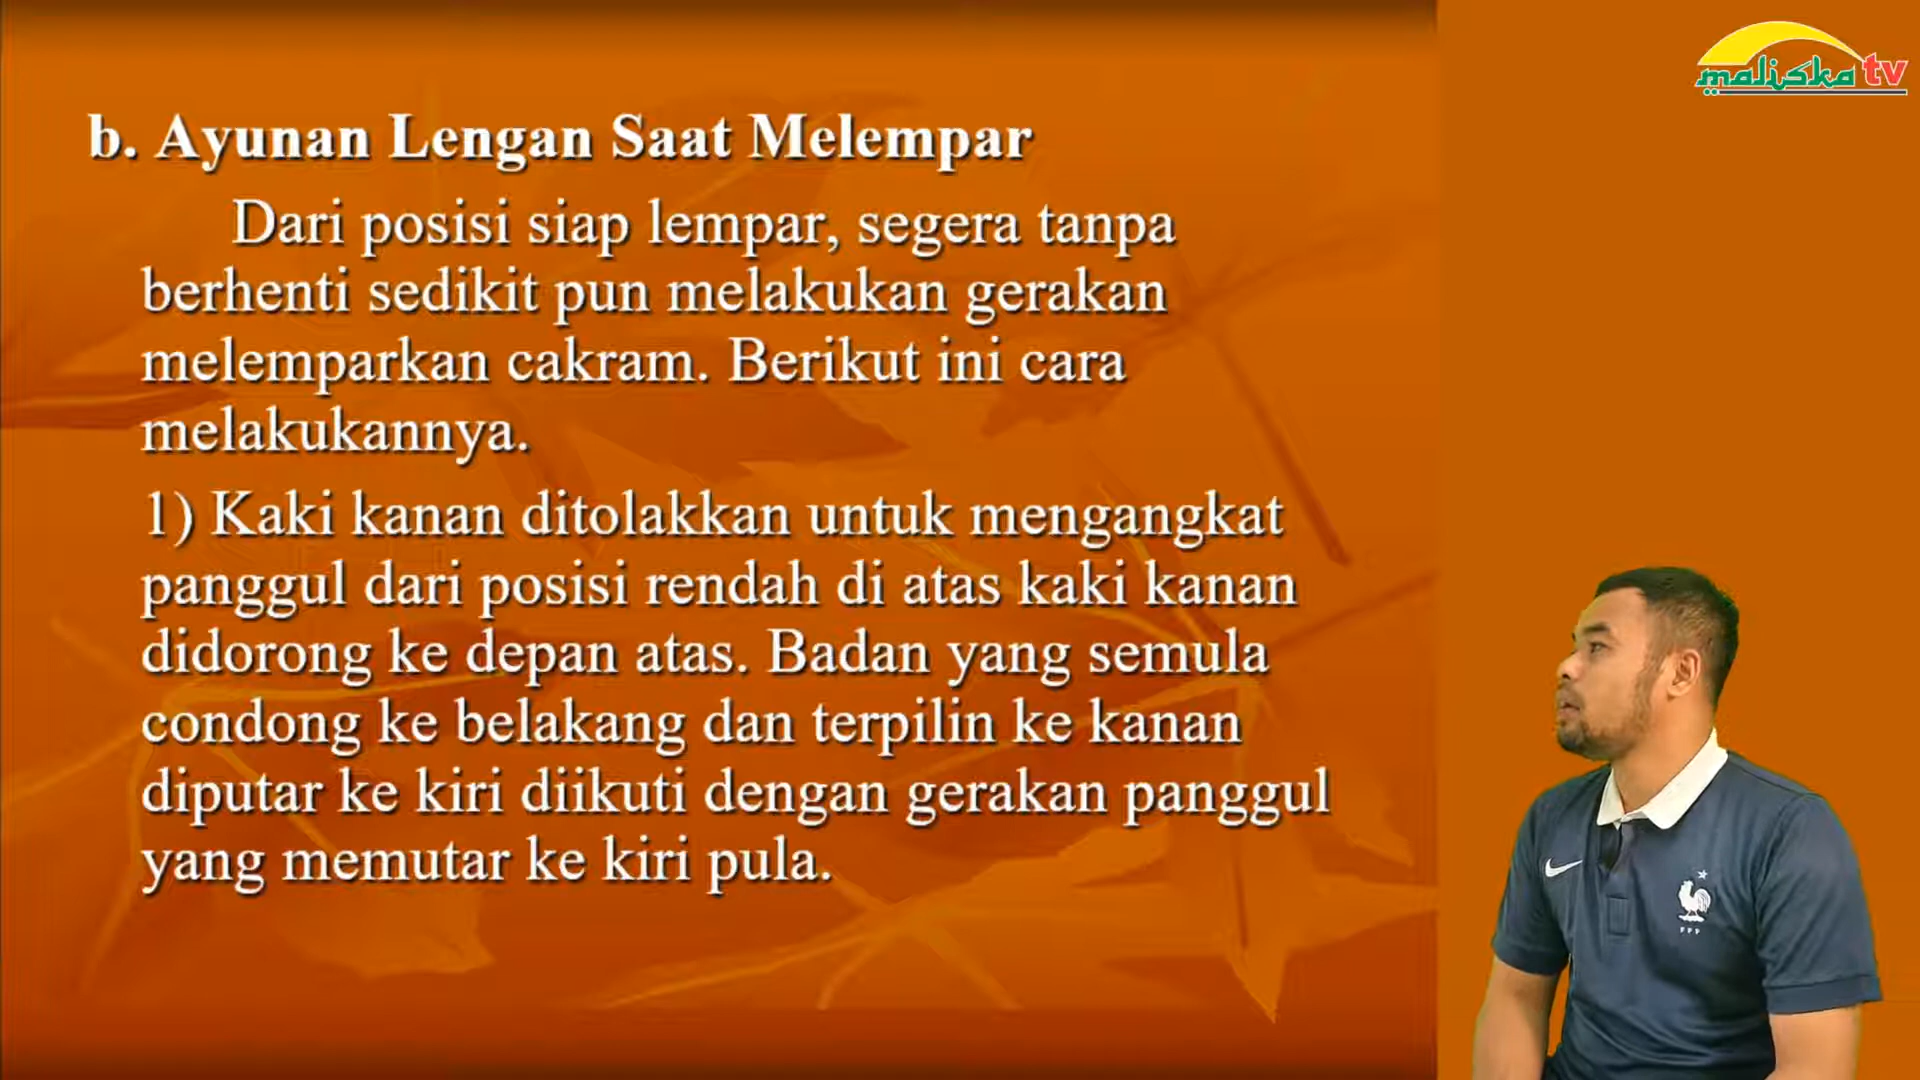 maliska tv
b. Ayunan Lengan Saat Melempar
Dari posisi siap lempar, segera tanpa
berhenti sedikit pun melakukan gerakan
melemparkan cakram. Berikut ini cara
melakukannya.
1) Kaki kanan ditolakkan untuk mengangkat
panggul dari posisi rendah di atas kaki kanan
didorong ke depan atas. Badan yang semula
condong ke belakang dan terpilin ke kanan
diputar ke kiri diikuti dengan gerakan panggul
yang memutar ke kiri pula.
FFF